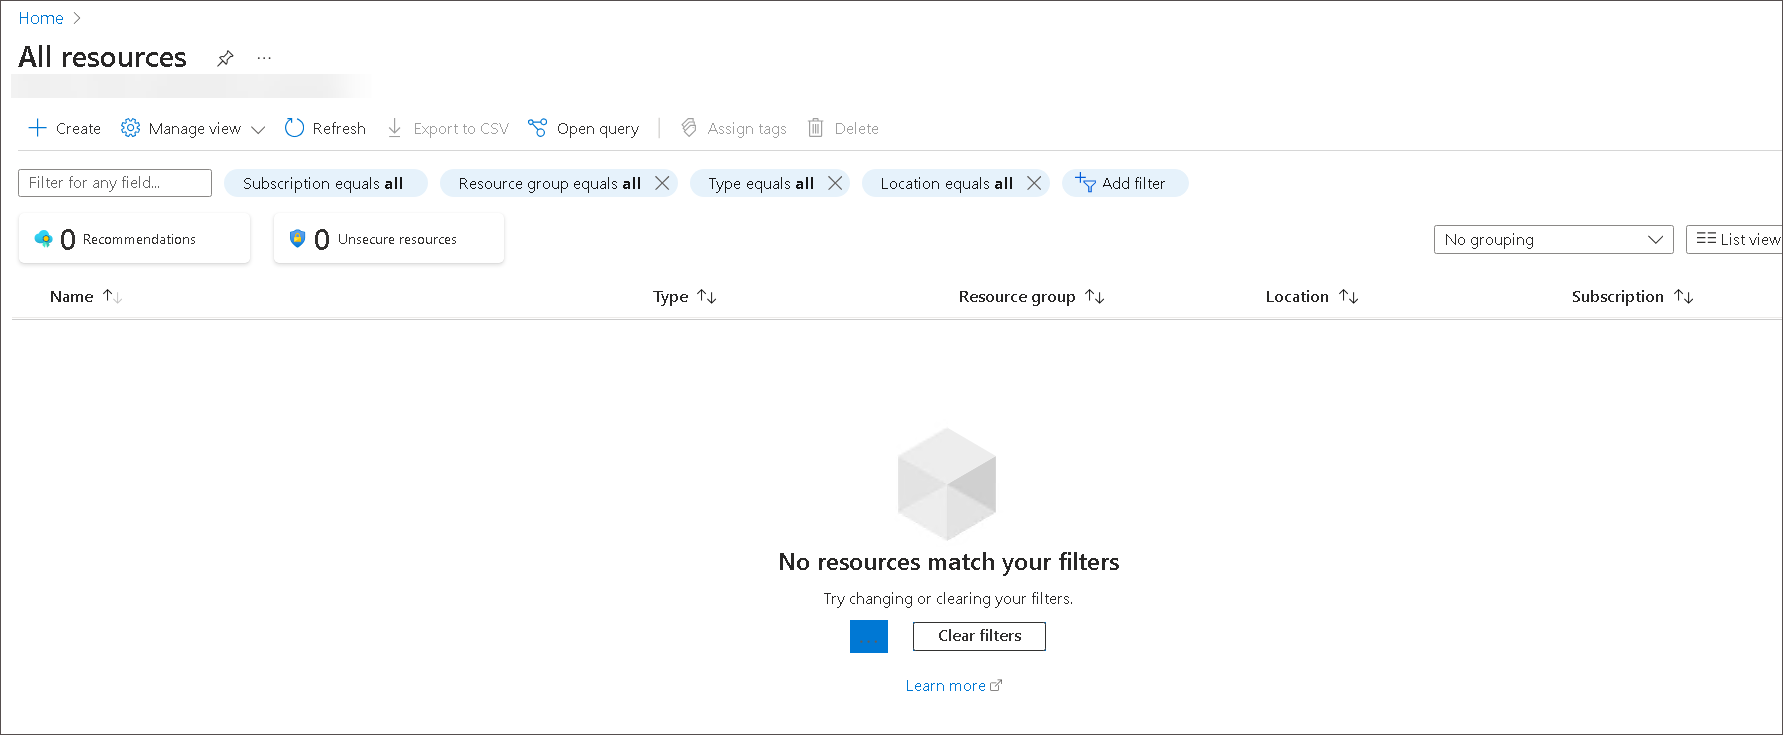 Home
All resources
Create Manage view Refresh Export to CSV Open query Assign tags Delete
Filter for any field... Subscription equals all Resource group equals all Type equals all Location equals all Add filter
0 Recommendations 0 Unsecure resources No grouping List view
Name Type Resource group Location Subscription
No resources match your filters
Try changing or clearing your filters.
Clear filters
Learn more